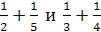 1/2 + 1/5 и 1/3 + 1/4